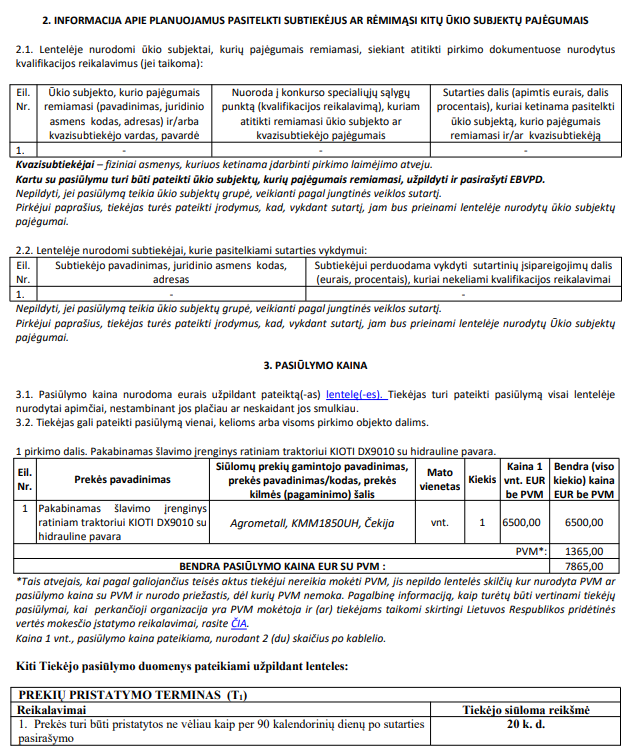 2. INFORMACIJA APIE PLANUOJAMUS PASITELKTI SUBTIEKĖJUS AR RĖMIMĄSI KITŲ ŪKIO SUBJEKTŲ PAJĖGUMAIS
2.1. Lentelėje nurodomi ūkio subjektai, kurių pajėgumais remiamasi, siekiant atitikti pirkimo dokumentuose nurodytus
kvalifikacijos reikalavimus (jei taikoma):
Eil. Nr.
Ūkio subjekto, kurio pajėgumais
remiamasi (pavadinimas, juridinio
asmens kodas, adresas) ir/arba
kvazisubtiekėjo vardas, pavardė
Nuoroda į konkurso specialiųjų sąlygų
punktą (kvalifikacijos reikalavimą), kuriam
atitikti remiamasi ūkio subjekto ar
kvazisubtiekėjo pajėgumais
Sutarties dalis (apimtis eurais, dalis
procentais), kuriai ketinama pasitelkti
ūkio subjektą, kurio pajėgumais
remiamasi ir/ar kvazisubtiekėją
1. - - -
Kvazisubtiekėjai – fiziniai asmenys, kuriuos ketinama įdarbinti pirkimo laimėjimo atveju.
Kartu su pasiūlymu turi būti pateikti ūkio subjektų, kurių pajėgumais remiamasi, užpildyti ir pasirašyti EBVPD.
Nepildyti, jei pasiūlymą teikia ūkio subjektų grupė, veikianti pagal jungtinės veiklos sutartį.
Pirkėjui paprašius, tiekėjas turės pateikti įrodymus, kad, vykdant sutartį, jam bus prieinami lentelėje nurodytų ūkio subjektų
pajėgumai.
2.2. Lentelėje nurodomi subtiekėjai, kurie pasitelkiami sutarties vykdymui:
Eil. Nr.
Subtiekėjo pavadinimas, juridinio asmens kodas,
adresas
Subtiekėjui perduodama vykdyti sutartinių įsipareigojimų dalis
(eurais, procentais), kuriai nekeliami kvalifikacijos reikalavimai
1. - -
Nepildyti, jei pasiūlymą teikia ūkio subjektų grupė, veikianti pagal jungtinės veiklos sutartį.
Pirkėjui paprašius, tiekėjas turės pateikti įrodymus, kad, vykdant sutartį, jam bus prieinami lentelėje nurodytų Ūkio subjektų
pajėgumai.
3. PASIŪLYMO KAINA
3.1. Pasiūlymo kaina nurodoma eurais užpildant pateiktą(-as) lentelę(-es). Tiekėjas turi pateikti pasiūlymą visai lentelėje
nurodytai apimčiai, nestambinant jos plačiau ar neskaidant jos smulkiau.
3.2. Tiekėjas gali pateikti pasiūlymą vienai, kelioms arba visoms pirkimo objekto dalims.
1 pirkimo dalis. Pakabinamas šlavimo įrenginys ratiniam traktoriui KIOTI DX9010 su hidrauline pavara.
Eil. Nr.
Prekės pavadinimas
Siūlomų prekių gamintojo pavadinimas,
prekės pavadinimas/kodas, prekės
kilmės (pagaminimo) šalis
Mato vienetas
Kiekis
Kaina 1
vnt. EUR
be PVM
Bendra (viso
kiekio) kaina
EUR be PVM
1 Pakabinamas šlavimo įrenginys
ratiniam traktoriui KIOTI DX9010 su
hidrauline pavara
Agrometall, KMM1850UH, Čekija
vnt. 1 6500,00 6500,00
PVM*: 1365,00
BENDRA PASIŪLYMO KAINA EUR SU PVM : 7865,00
*Tais atvejais, kai pagal galiojančius teisės aktus tiekėjui nereikia mokėti PVM, jis nepildo lentelės skilčių kur nurodyta PVM ar
pasiūlymo kaina su PVM ir nurodo priežastis, dėl kurių PVM nemoka. Pagalbinę informaciją, kaip turėtų būti vertinami tiekėjų
pasiūlymai, kai perkančioji organizacija yra PVM mokėtoja ir (ar) tiekėjams taikomi skirtingi Lietuvos Respublikos pridėtinės
vertės mokesčio įstatymo reikalavimai, rasite ČIA.
Kaina 1 vnt., pasiūlymo kaina pateikiama, nurodant 2 (du) skaičius po kablelio.
Kiti Tiekėjo pasiūlymo duomenys pateikiami užpildant lenteles:
PREKIŲ PRISTATYMO TERMINAS (T1)
Reikalavimai Tiekėjo siūloma reikšmė
1. Prekės turi būti pristatytos ne vėliau kaip per 90 kalendorinių dienų po sutarties
pasirašymo
20 k. d.